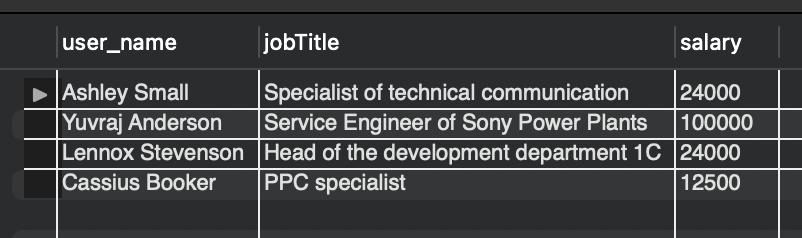 user_name jobTitle salary
Ashley Small Specialist of technical communication 24000
Yuvraj Anderson Service Engineer of Sony Power Plants 100000
Lennox Stevenson Head of the development department 1C 24000
Cassius Booker PPC specialist 12500